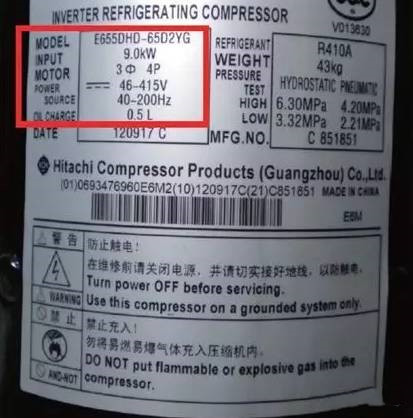 INVERTER REFRIGERATING COMPRESSOR
V013630
MODEL E655DHD-65D2YG
INPUT 9.0kW
MOTOR 3Φ 4P
POWER SOURCE 46-415V
40-200Hz
OIL CHARGE 0.5 L
DATE 120917 C
REFRIGERANT R410A
WEIGHT 43kg
PRESSURE TEST HYDROSTATIC PNEUMATIC
HIGH 6.30MPa 4.20MPa
LOW 3.32MPa 2.21MPa
MFG.NO. C 851851
Hitachi Compressor Products (Guangzhou) Co.,Ltd.
(01)0693476960E6M2(10)120917C(21)C851851 MADE IN CHINA
E6M
警告
WARNING
防止触电!
在维修前请关闭电源，并请切实接好地线，以防触电.
Turn power OFF before servicing.
Use this compressor on a grounded system only.
禁止
禁止充入!
勿将易燃易爆气体充入压缩机内.
DO NOT put flammable or explosive gas into the
compressor.